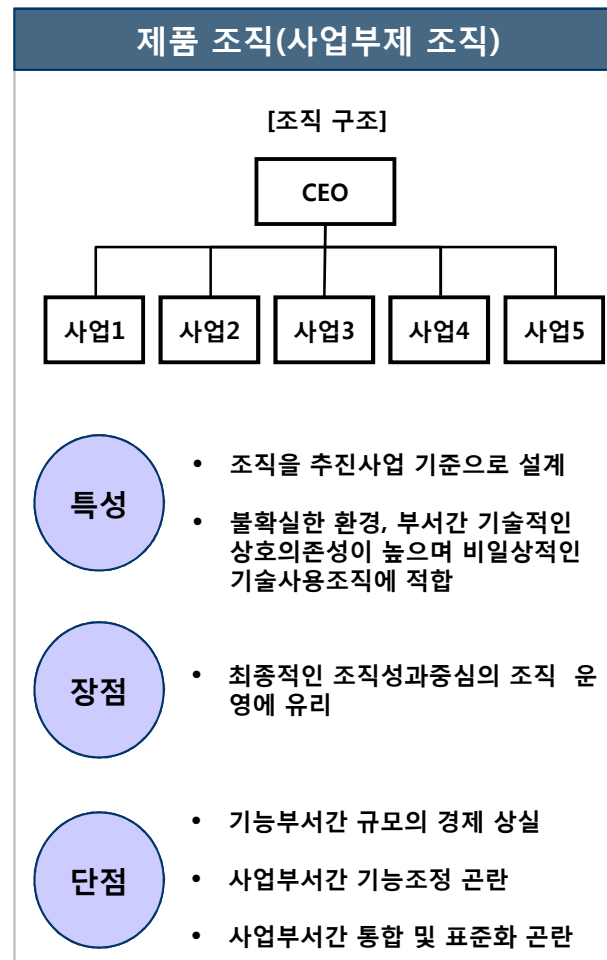 제품 조직(사업부제 조직)
[조직 구조]
CEO
사업1 사업2 사업3 사업4 사업5
특성
• 조직을 추진사업 기준으로 설계
• 불확실한 환경, 부서간 기술적인
상호의존성이 높으며 비일상적인
기술사용조직에 적합
장점
• 최종적인 조직성과중심의 조직 운
영에 유리
단점
• 기능부서간 규모의 경제 상실
• 사업부서간 기능조정 곤란
• 사업부서간 통합 및 표준화 곤란